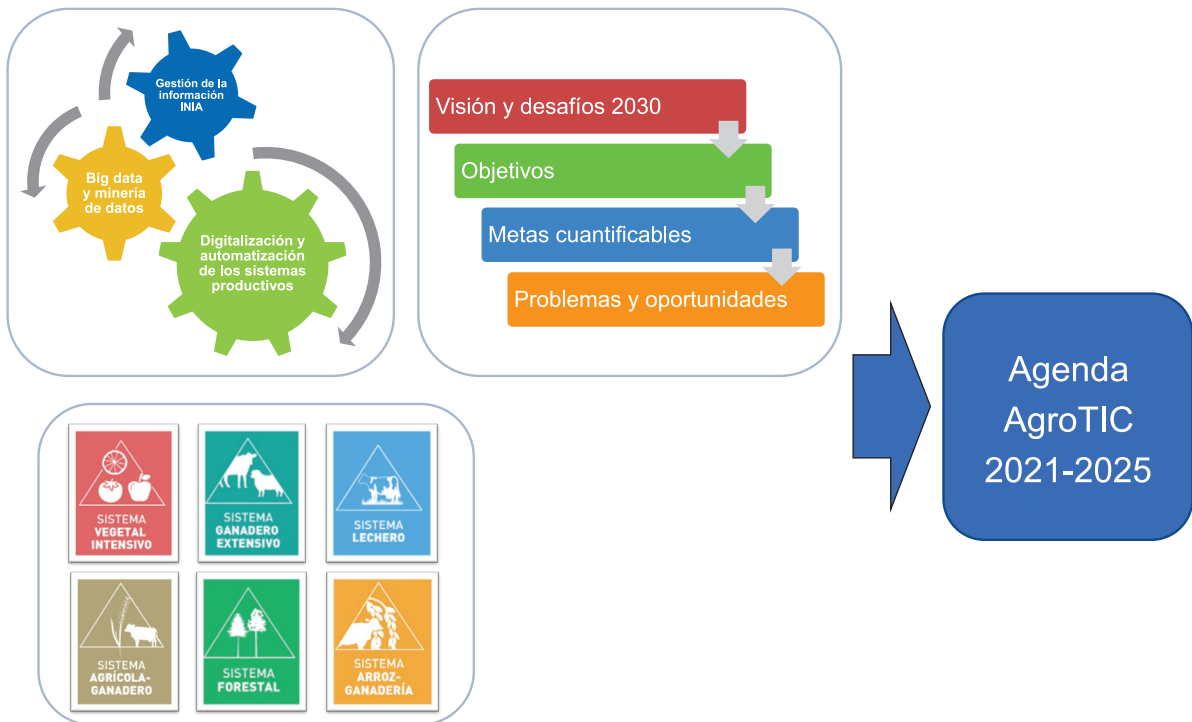 Gestión de la
información
INIA
Big data
y minería
de datos
Digitalización y
automatización
de los sistemas
productivos
Visión y desafíos 2030
Objetivos
Metas cuantificables
Problemas y oportunidades
Agenda
AgroTIC
2021-2025
SISTEMA
VEGETAL
INTENSIVO
SISTEMA
GANADERO
EXTENSIVO
SISTEMA
LECHERO
SISTEMA
AGRÍCOLA-
GANADERO
SISTEMA
FORESTAL
SISTEMA
ARROZ-
GANADERÍA